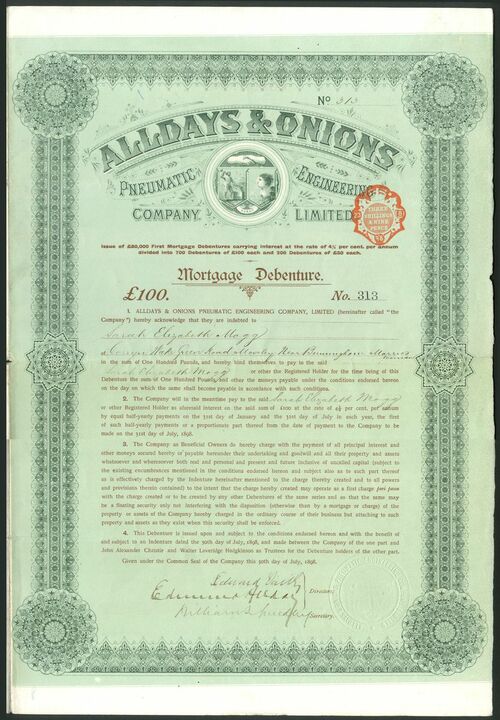 No 313
ALLDAYS & ONIONS
PNEUMATIC ENGINEERING
COMPANY LIMITED
THREE
SHILLINGS
& NINE
PENCE
Issue of £80,000 First Mortgage Debentures carrying interest at the rate of 4½ per cent. per annum
divided into 700 Debentures of £100 each and 200 Debentures of £50 each.
Mortgage Debenture.
£100. No. 313
1. ALLDAYS & ONIONS PNEUMATIC ENGINEERING COMPANY, LIMITED (hereinafter called "the
Company") hereby acknowledge that they are indebted to
Sarah Elizabeth Mogg
Wake Green Road Moseley Near Birmingham
in the sum of One Hundred Pounds, and hereby bind themselves to pay to the said
Sarah Elizabeth Mogg or other the Registered Holder for the time being of this
Debenture the sum of One Hundred Pounds, and other the moneys payable under the conditions endorsed hereon
on the day on which the same shall become payable in accordance with such conditions.
2. The Company will in the meantime pay to the said Sarah Elizabeth Mogg
or other Registered Holder as aforesaid interest on the said sum of £100 at the rate of 4½ per cent. per annum
by equal half-yearly payments on the 31st day of January and the 31st day of July in each year, the first
of such half-yearly payments or a proportionate part thereof from the date of payment to the Company to be
made on the 31st day of July, 1898.
3. The Company as Beneficial Owners do hereby charge with the payment of all principal interest and
other moneys secured hereby or payable hereunder their undertaking and goodwill and all their property and assets
whatsoever and wheresoever both real and personal and present and future inclusive of uncalled capital (subject to
the existing encumbrances mentioned in the conditions endorsed hereon and subject also as to such part thereof
as is effectively charged by the Indenture hereinafter mentioned to the charge thereby created and to all powers
and provisions therein contained) to the intent that the charge hereby created may operate as a first charge pari passu
with the charge created or to be created by any other Debentures of the same series and so that the same may
be a floating security only not interfering with the disposition (otherwise than by a mortgage or charge) of the
property or assets of the Company hereby charged in the ordinary course of their business but attaching to such
property and assets as they exist when this security shall be enforced.
4. This Debenture is issued upon and subject to the conditions endorsed hereon and with the benefit of
and subject to an Indenture dated the 30th day of July, 1898, and made between the Company of the one part and
John Alexander Christie and Walter Loveridge Hodgkinson as Trustees for the Debenture holders of the other part.
Given under the Common Seal of the Company this 30th day of July, 1898.
Directors.
Secretary.